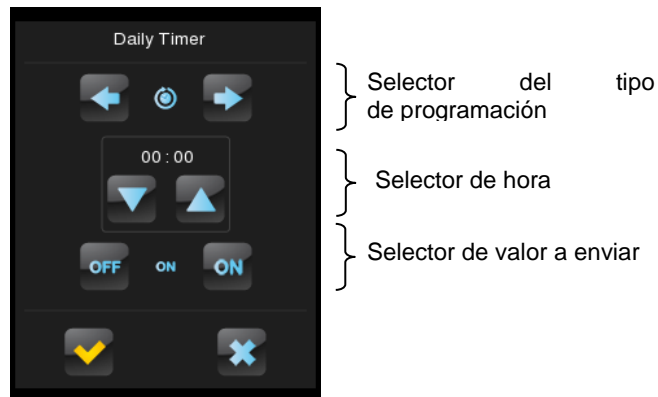 Daily Timer
Selector del tipo
de programación
00 : 00
Selector de hora
OFF ON ON
Selector de valor a enviar